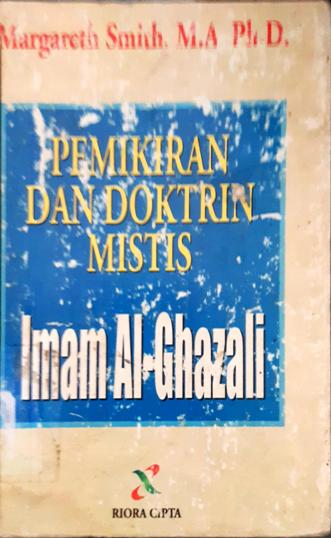 Margareth Smith, M.A Ph.D.
PEMIKIRAN
DAN DOKTRIN
MISTIS
Imam Al-Ghazali
RIORA CIPTA